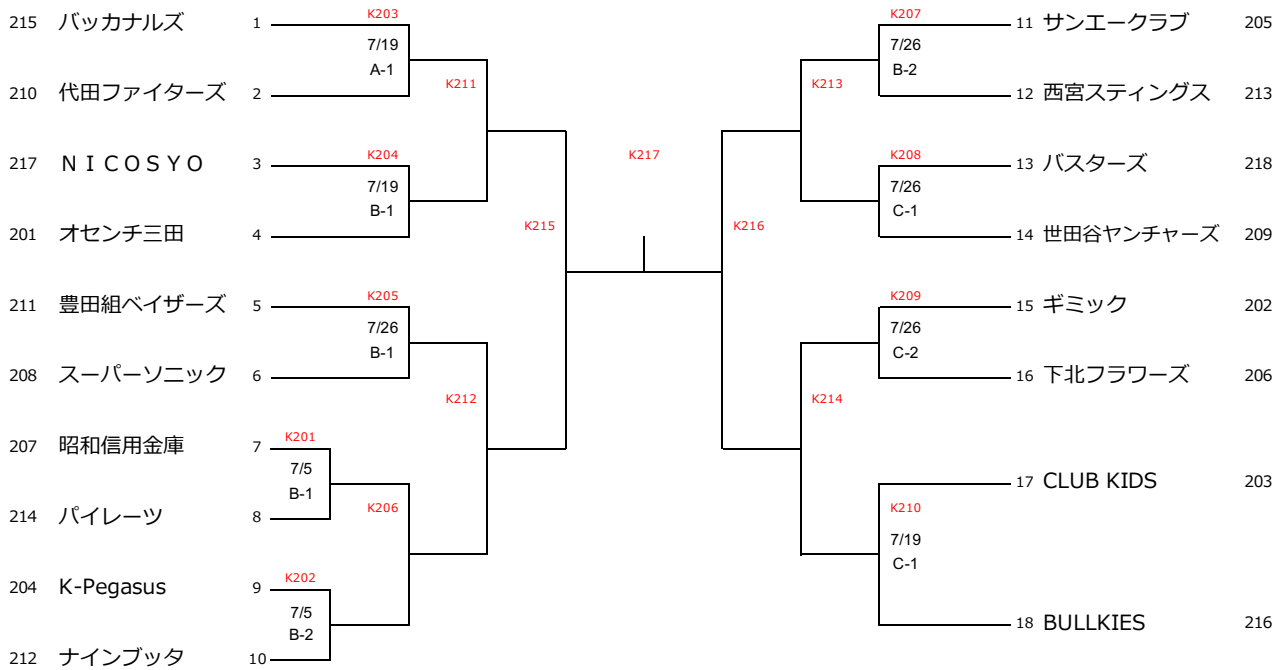 215 バッカナルズ 1 K203 K207 11 サンエークラブ 205
7/19 7/26
A-1 K211 K213 B-2
210 代田ファイターズ 2 12 西宮スティングス 213
217 ＮＩＣＯＳＹＯ 3 K204 K217 K208 13 バスターズ 218
7/19 7/26
B-1 C-1
201 オセンチ三田 4 K215 K216 14 世田谷ヤンチャーズ 209
211 豊田組ベイザーズ 5 K205 K209 15 ギミック 202
7/26 7/26
B-1 C-2
208 スーパーソニック 6 16 下北フラワーズ 206
K212 K214
207 昭和信用金庫 7 K201
7/5 17 CLUB KIDS 203
B-1
214 パイレーツ 8 K206 K210
7/19
C-1
204 K-Pegasus 9 K202
7/5 18 BULLKIES 216
B-2
212 ナインブッタ 10